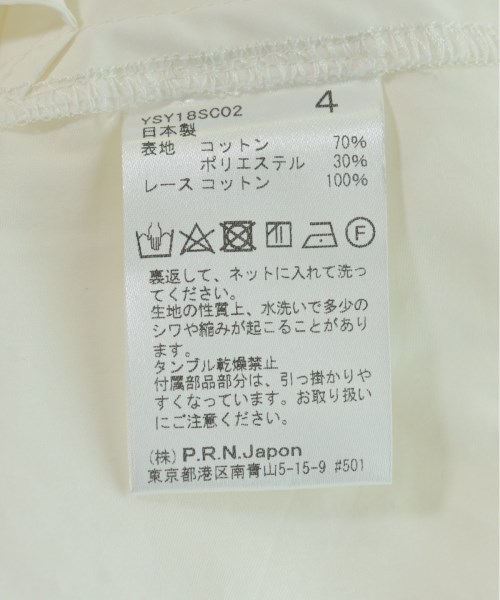 YSY18SC02 4
日本製
表地 コットン 70%
ポリエステル 30%
レース コットン 100%
F
裏返して、ネットに入れて洗っ
てください。
生地の性質上、水洗いで多少の
シワや縮みが起こることがあり
ます。
タンブル乾燥禁止
付属部品部分は、引っ掛かりや
すくなっています。お取り扱い
にご注意ください。
(株) P.R.N.Japon
東京都港区南青山5-15-9 #501